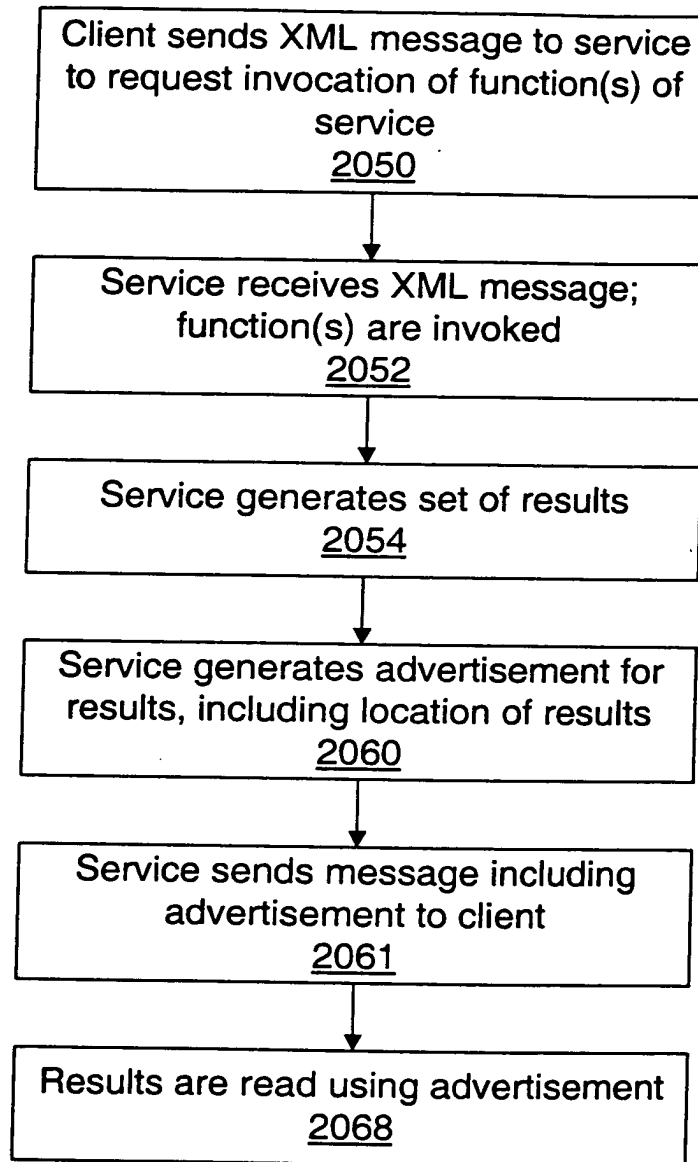 Client sends XML message to service
to request invocation of function(s) of
service
2050
Service receives XML message;
function(s) are invoked
2052
Service generates set of results
2054
Service generates advertisement for
results, including location of results
2060
Service sends message including
advertisement to client
2061
Results are read using advertisement
2068